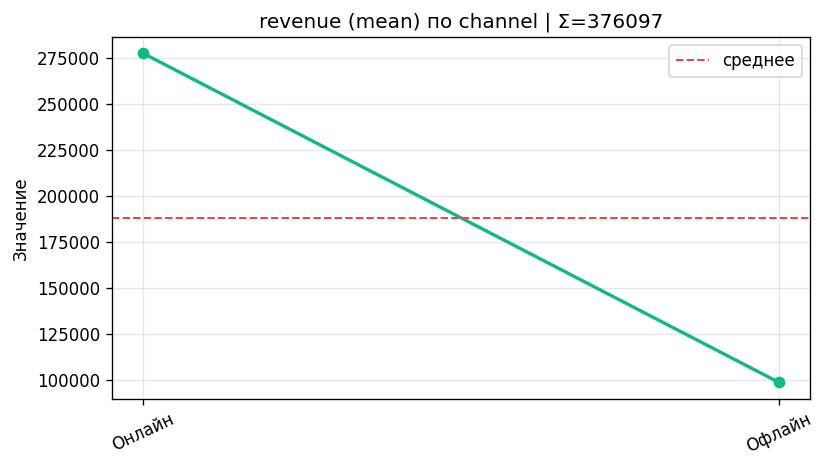 revenue (mean) по channel | Σ=376097
среднее
Значение
275000
250000
225000
200000
175000
150000
125000
100000
Онлайн
Офлайн